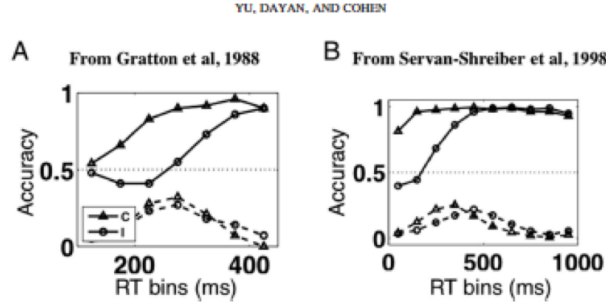 YU, DAYAN, AND COHEN
A
From Gratton et al, 1988
1
0.5
0
Accuracy
C
I
200
400
RT bins (ms)
B
From Servan-Shreiber et al, 1998
1
0.5
0
Accuracy
0
500
1000
RT bins (ms)